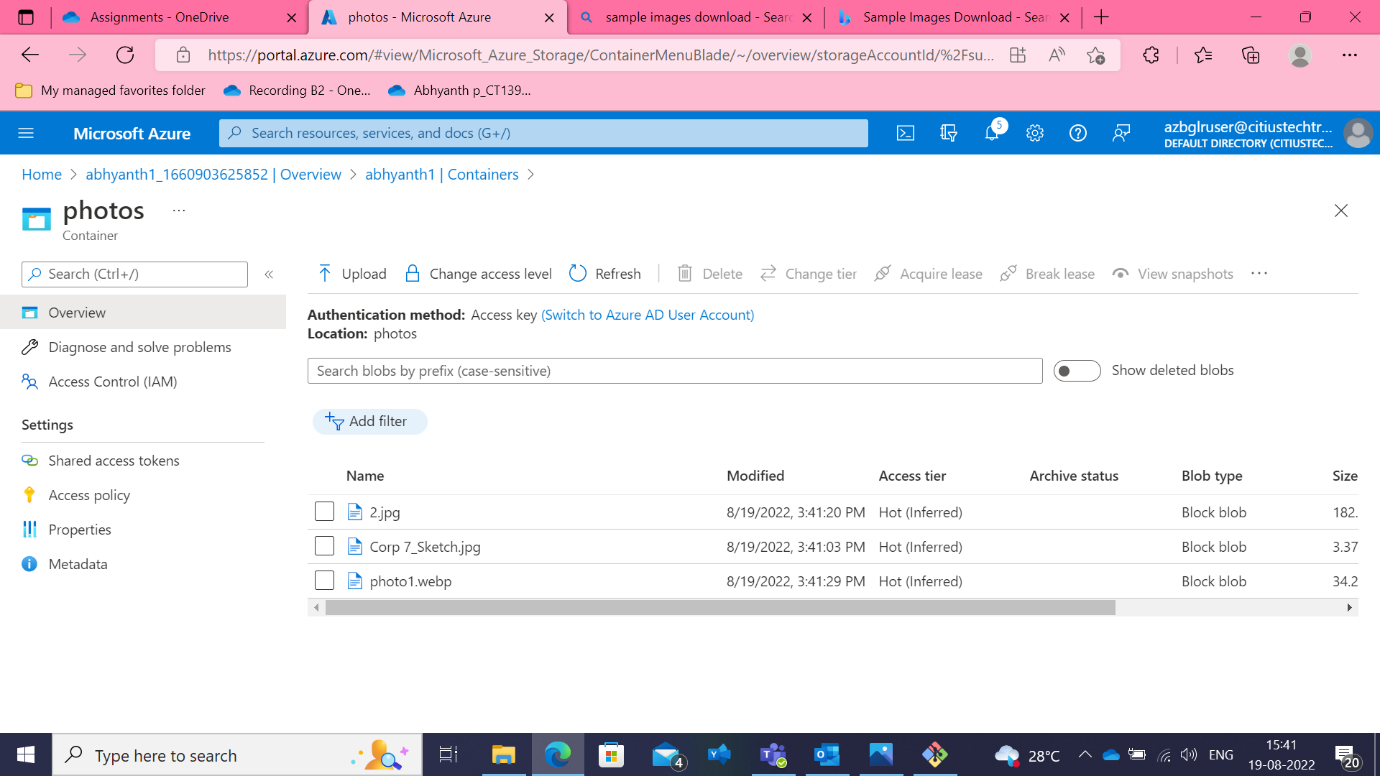 Assignments - OneDrive
photos - Microsoft Azure
sample images download - Sear
Sample Images Download - Sear
https://portal.azure.com/#view/Microsoft_Azure_Storage/ContainerMenuBlade/~/overview/storageAccountId/%2Fsu...
My managed favorites folder
Recording B2 - One...
Abhyanth p_CT139...
Microsoft Azure
Search resources, services, and docs (G+/)
5
azbglruser@citiustechtr...
DEFAULT DIRECTORY (CITIUSTEC...
Home > abhyanth1_1660903625852 | Overview > abhyanth1 | Containers >
photos ...
Container
Search (Ctrl+/)
«
Upload
Change access level
Refresh
Delete
Change tier
Acquire lease
Break lease
View snapshots
...
Overview
Diagnose and solve problems
Access Control (IAM)
Settings
Shared access tokens
Access policy
Properties
Metadata
Authentication method: Access key (Switch to Azure AD User Account)
Location: photos
Search blobs by prefix (case-sensitive)
Show deleted blobs
Add filter
Name Modified Access tier Archive status Blob type Size
2.jpg 8/19/2022, 3:41:20 PM Hot (Inferred) Block blob 182.
Corp 7_Sketch.jpg 8/19/2022, 3:41:03 PM Hot (Inferred) Block blob 3.37
photo1.webp 8/19/2022, 3:41:29 PM Hot (Inferred) Block blob 34.2
Type here to search
4
28°C
ENG
15:41
19-08-2022
20